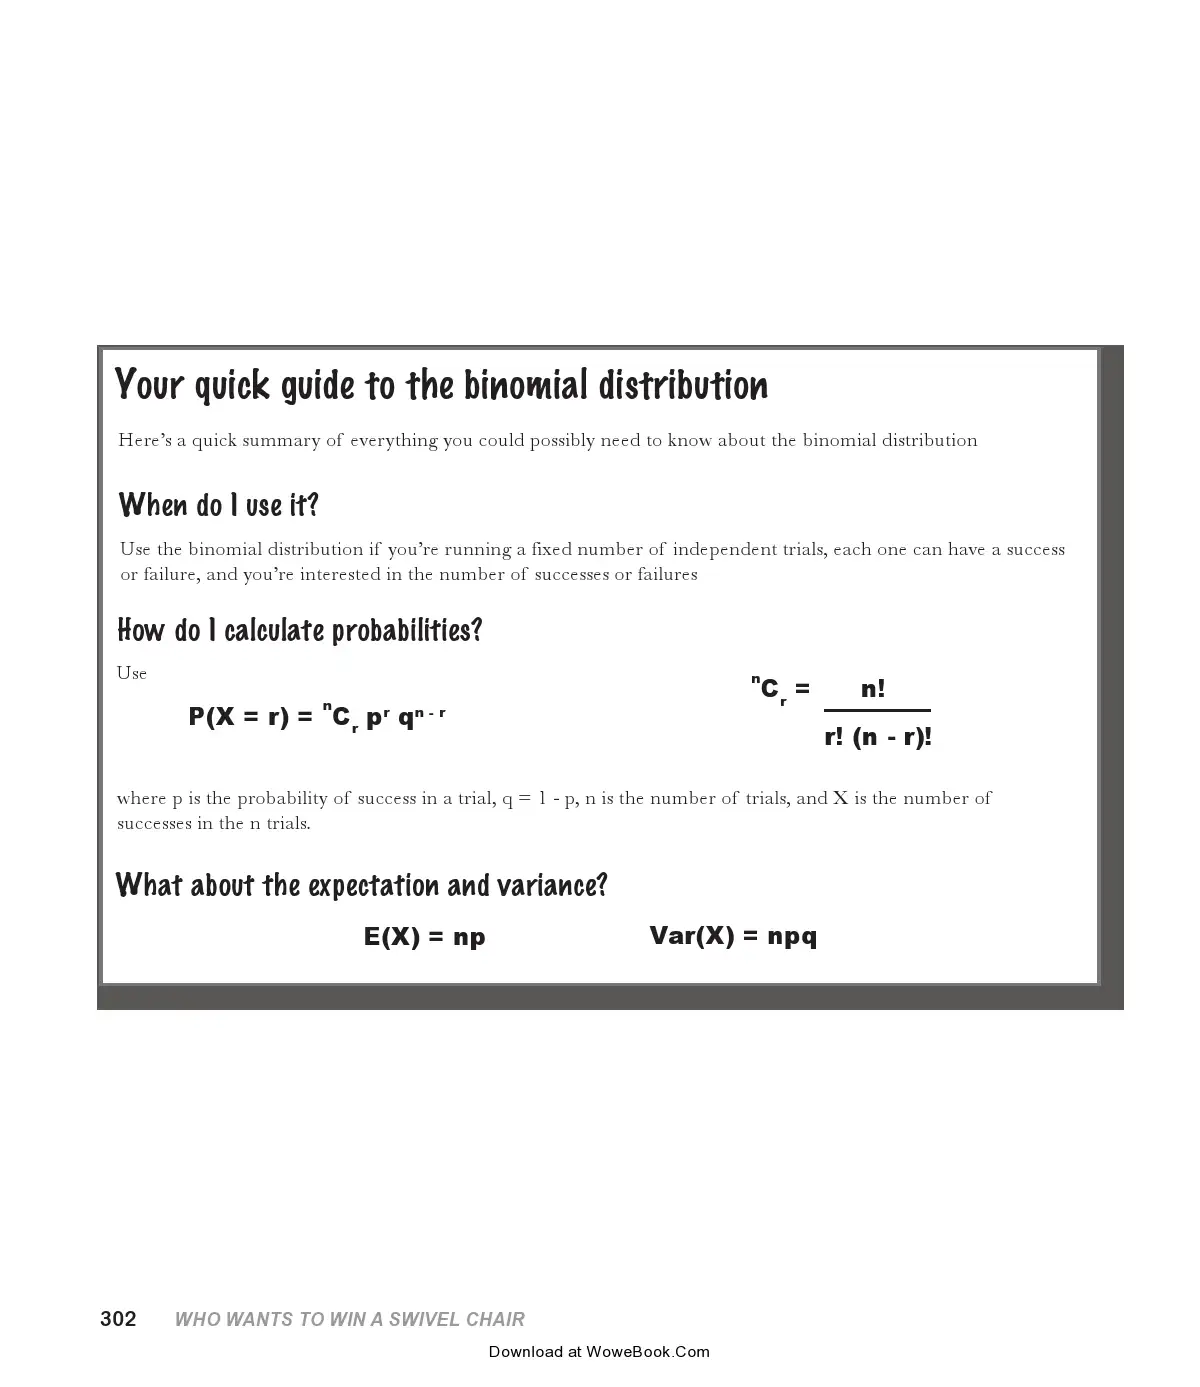 Your quick guide to the binomial distribution
Here's a quick summary of everything you could possibly need to know about the binomial distribution
When do I use it?
Use the binomial distribution if you're running a fixed number of independent trials, each one can have a success
or failure, and you're interested in the number of successes or failures
How do I calculate probabilities?
Use
P(X = r) = ⁿCᵣ pʳ qⁿ⁻ʳ
ⁿCᵣ = n!
r! (n - r)!
where p is the probability of success in a trial, q = 1 - p, n is the number of trials, and X is the number of
successes in the n trials.
What about the expectation and variance?
E(X) = np Var(X) = npq
302 WHO WANTS TO WIN A SWIVEL CHAIR
Download at WoweBook.Com